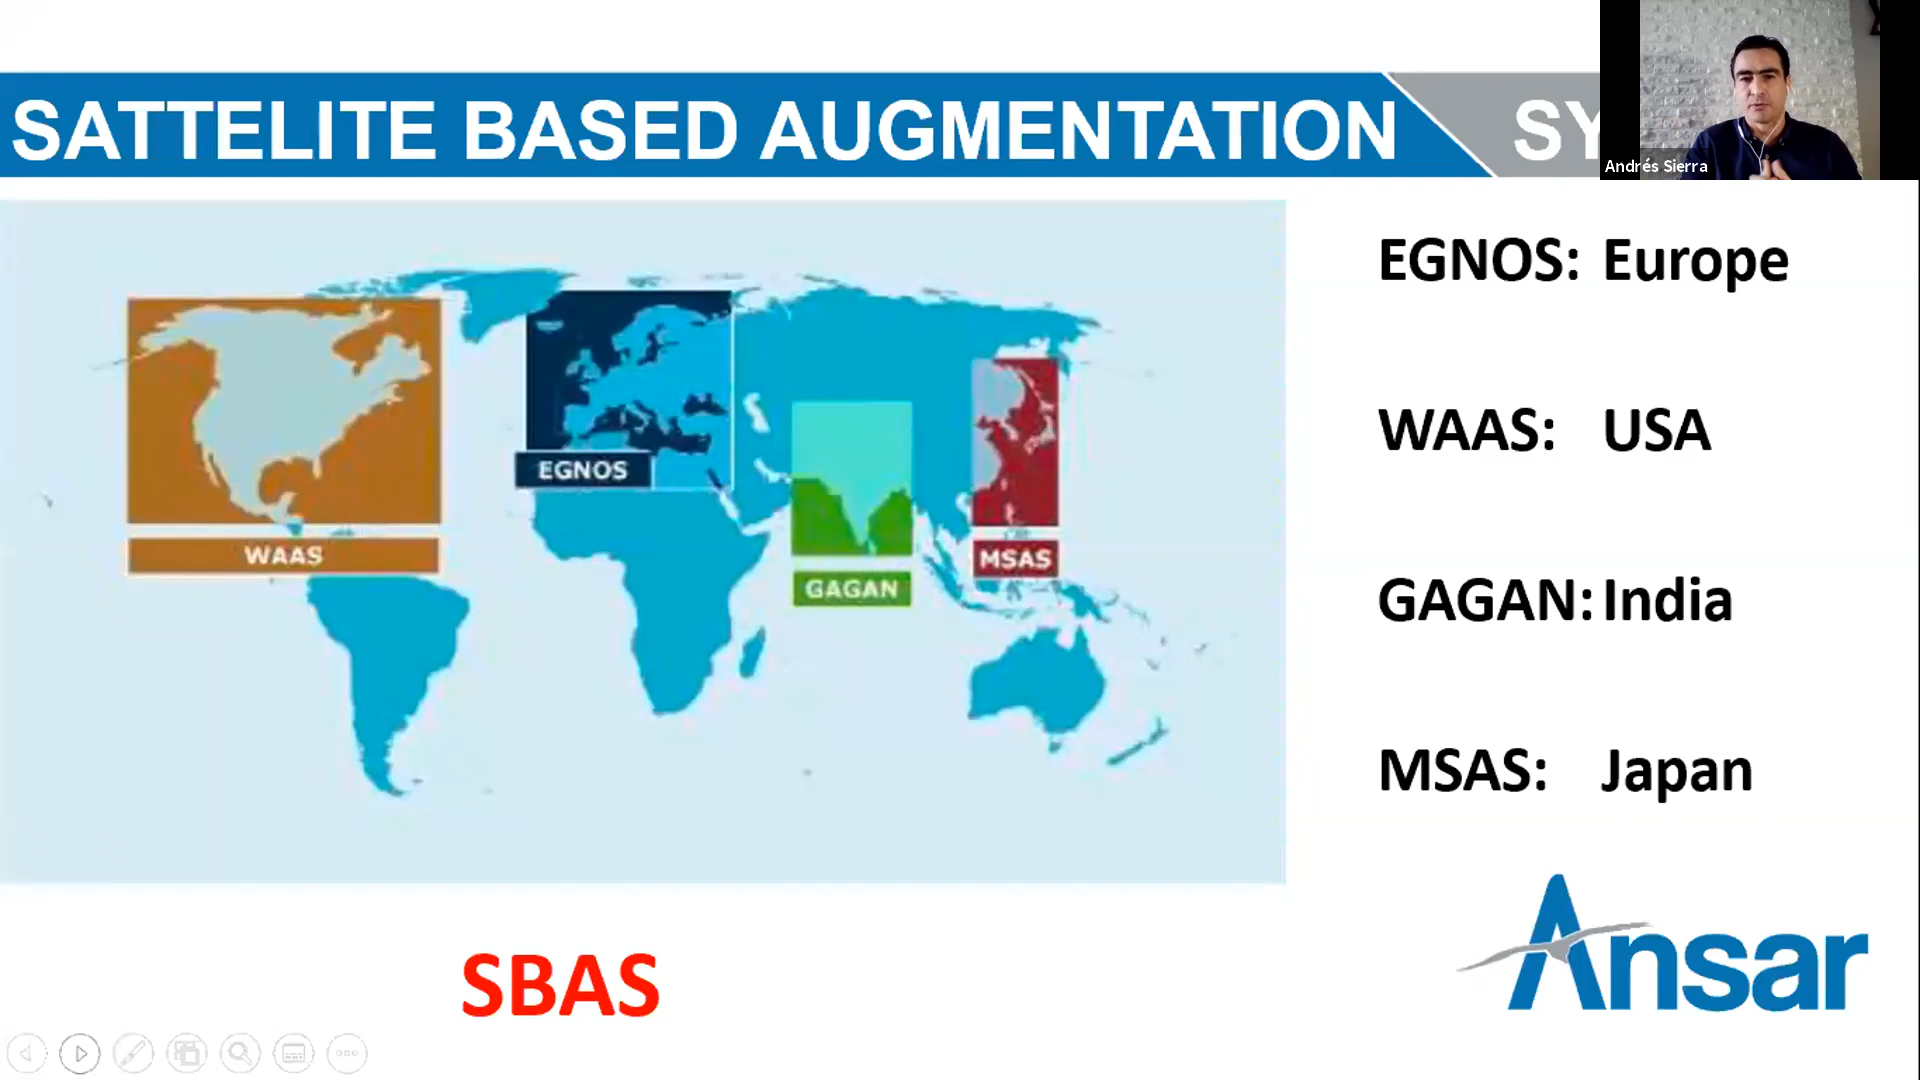 SATTELITE BASED AUGMENTATION SY
Andrés Sierra
EGNOS: Europe
WAAS: USA
GAGAN: India
MSAS: Japan
EGNOS
WAAS
GAGAN
MSAS
SBAS
Ansar